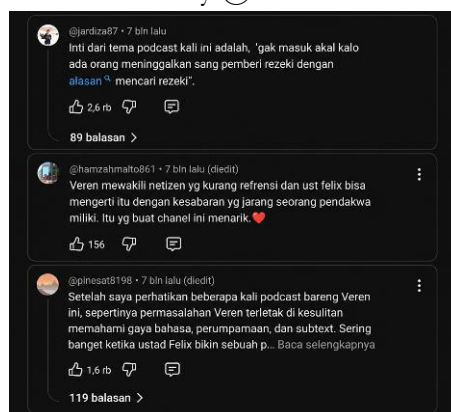 @jardiza87 • 7 bln lalu
Inti dari tema podcast kali ini adalah, 'gak masuk akal kalo
ada orang meninggalkan sang pemberi rezeki dengan
alasan mencari rezeki".
2,6 rb
89 balasan >
@hamzahmalto861 • 7 bln lalu (diedit)
Veren mewakili netizen yg kurang refrensi dan ust felix bisa
mengerti itu dengan kesabaran yg jarang seorang pendakwa
miliki. Itu yg buat chanel ini menarik.❤️
156
@pinesat8198 • 7 bln lalu (diedit)
Setelah saya perhatikan beberapa kali podcast bareng Veren
ini, sepertinya permasalahan Veren terletak di kesulitan
memahami gaya bahasa, perumpamaan, dan subtext. Sering
banget ketika ustad Felix bikin sebuah p... Baca selengkapnya
1,6 rb
119 balasan >